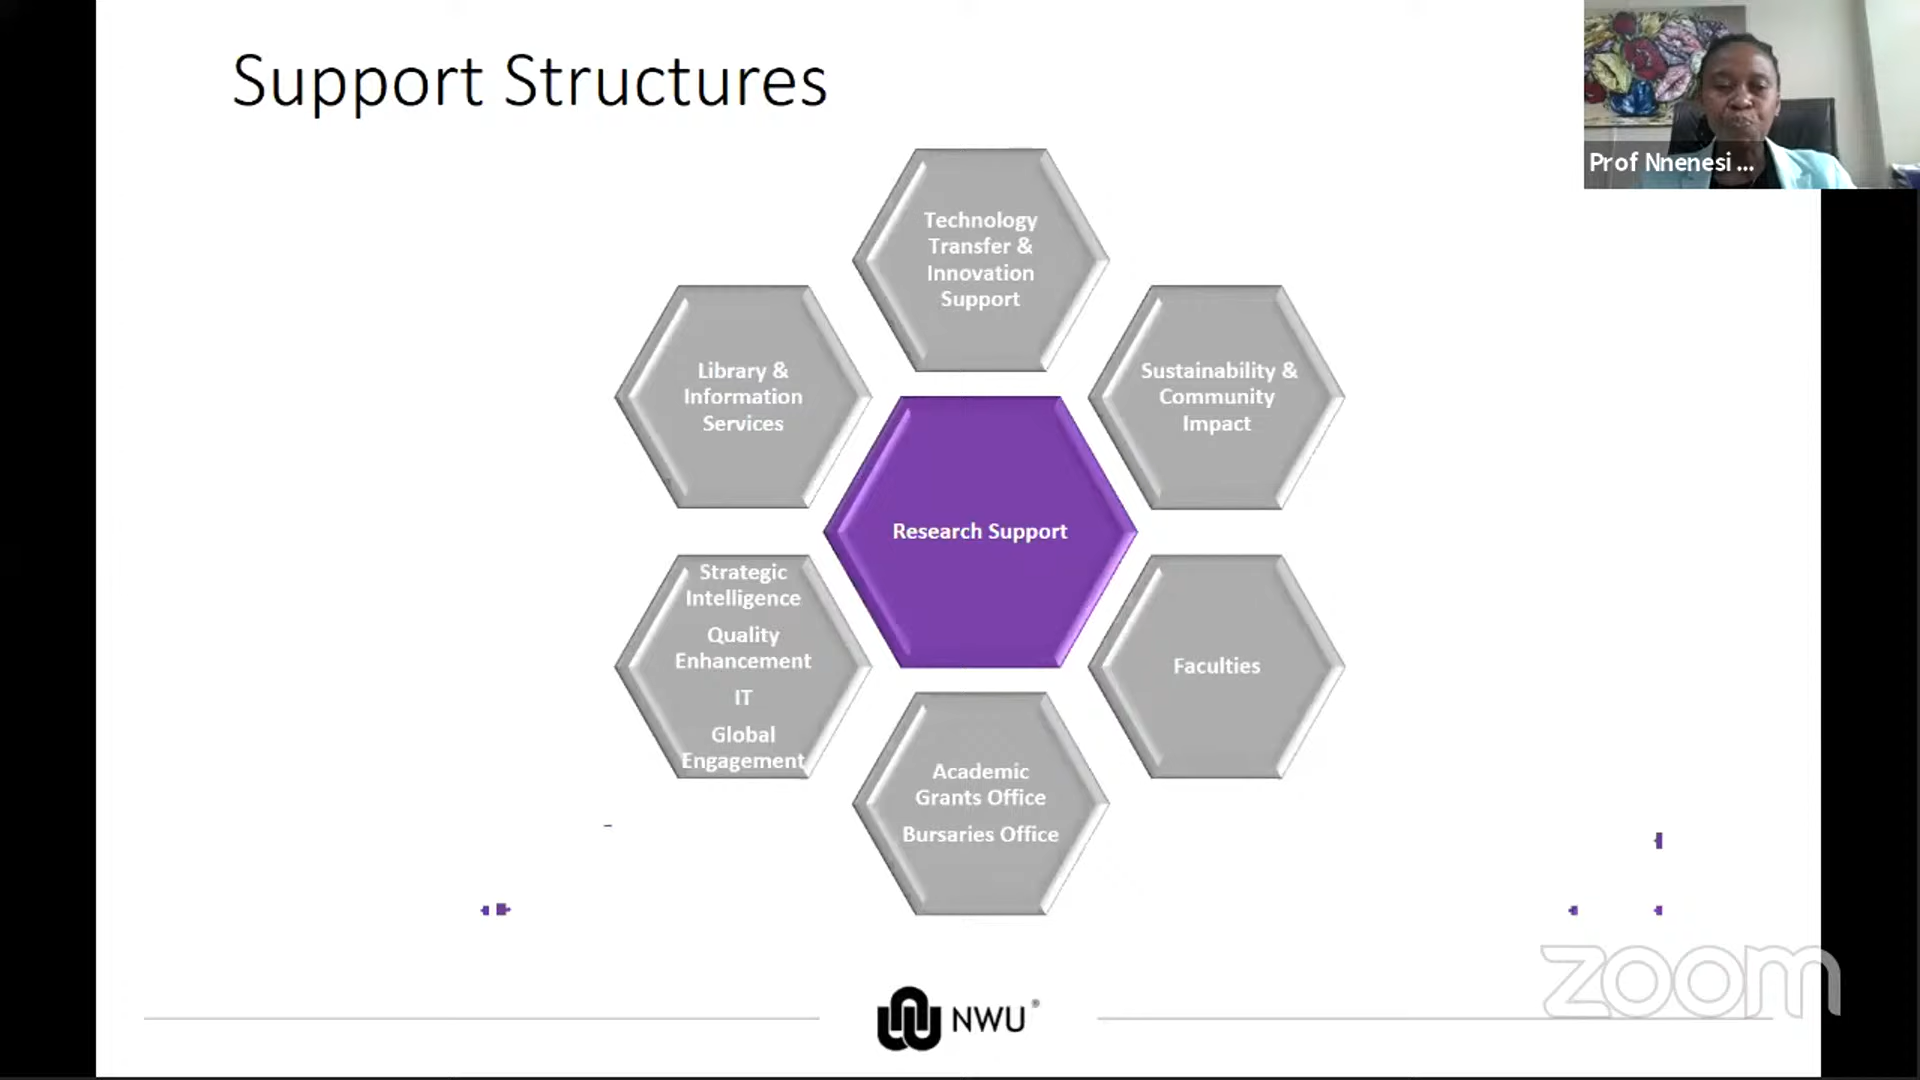 Support Structures
Prof Nnenesi ...
Technology
Transfer &
Innovation
Support
Library &
Information
Services
Sustainability &
Community
Impact
Research Support
Strategic
Intelligence
Quality
Enhancement
IT
Global
Engagement
Faculties
Academic
Grants Office
Bursaries Office
zoom
NWU®